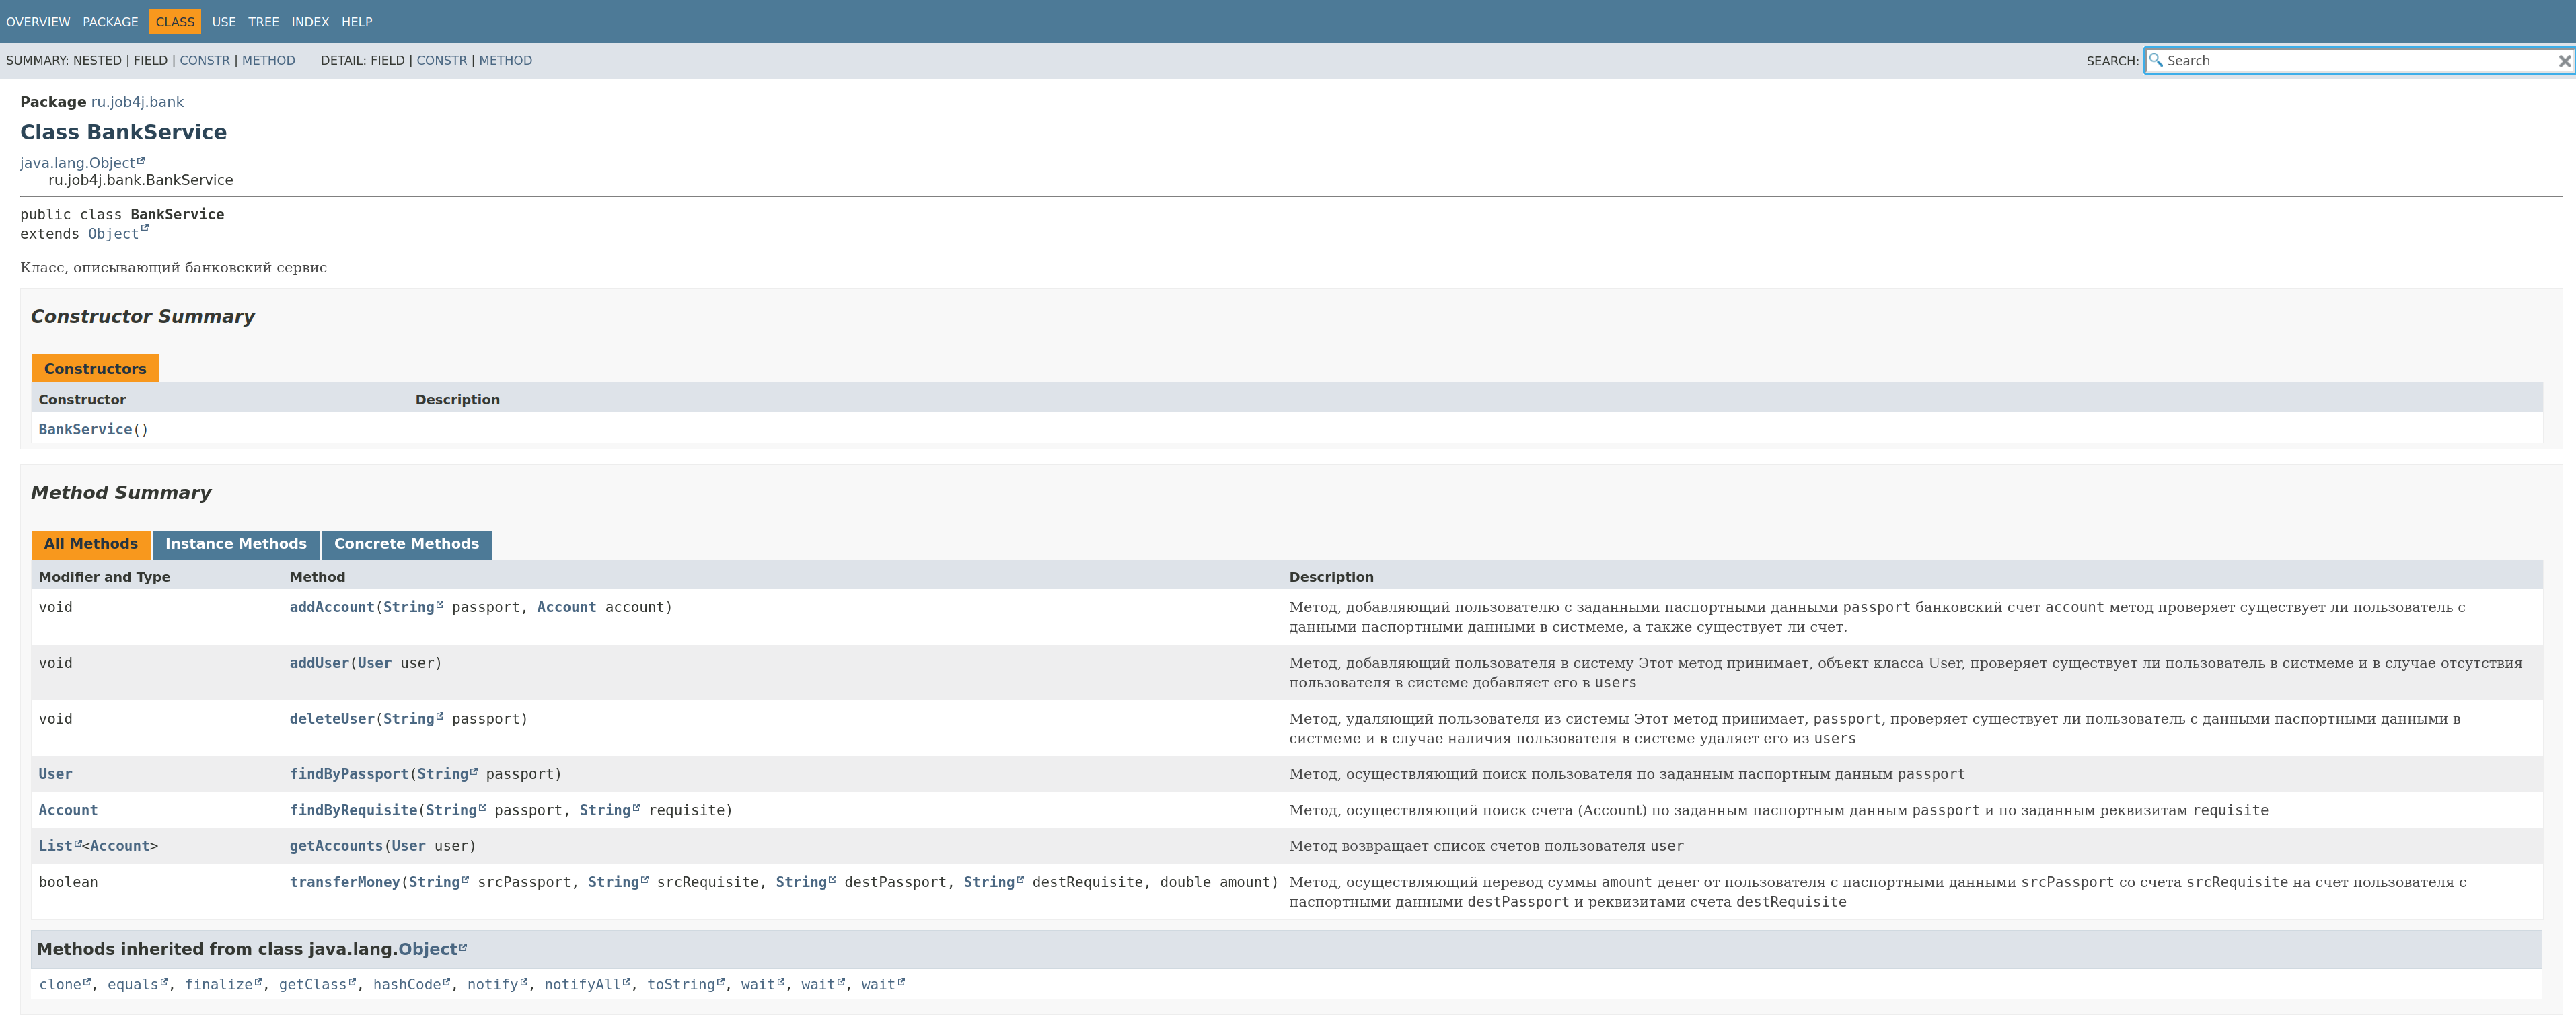 OVERVIEW PACKAGE CLASS USE TREE INDEX HELP
SUMMARY: NESTED | FIELD | CONSTR | METHOD DETAIL: FIELD | CONSTR | METHOD SEARCH: Search
Package ru.job4j.bank
Class BankService
java.lang.Object
ru.job4j.bank.BankService
public class BankService
extends Object
Класс, описывающий банковский сервис
Constructor Summary
Constructors
Constructor Description
BankService()
Method Summary
All Methods Instance Methods Concrete Methods
Modifier and Type Method Description
void addAccount(String passport, Account account) Метод, добавляющий пользователю с заданными паспортными данными passport банковский счет account метод проверяет существует ли пользователь с
данными паспортными данными в систмеме, а также существует ли счет.
void addUser(User user) Метод, добавляющий пользователя в систему Этот метод принимает, объект класса User, проверяет существует ли пользователь в систмеме и в случае отсутствия
пользователя в системе добавляет его в users
void deleteUser(String passport) Метод, удаляющий пользователя из системы Этот метод принимает, passport, проверяет существует ли пользователь с данными паспортными данными в
систмеме и в случае наличия пользователя в системе удаляет его из users
User findByPassport(String passport) Метод, осуществляющий поиск пользователя по заданным паспортным данным passport
Account findByRequisite(String passport, String requisite) Метод, осуществляющий поиск счета (Account) по заданным паспортным данным passport и по заданным реквизитам requisite
List<Account> getAccounts(User user) Метод возвращает список счетов пользователя user
boolean transferMoney(String srcPassport, String srcRequisite, String destPassport, String destRequisite, double amount) Метод, осуществляющий перевод суммы amount денег от пользователя с паспортными данными srcPassport со счета srcRequisite на счет пользователя с
паспортными данными destPassport и реквизитами счета destRequisite
Methods inherited from class java.lang.Object
clone, equals, finalize, getClass, hashCode, notify, notifyAll, toString, wait, wait, wait